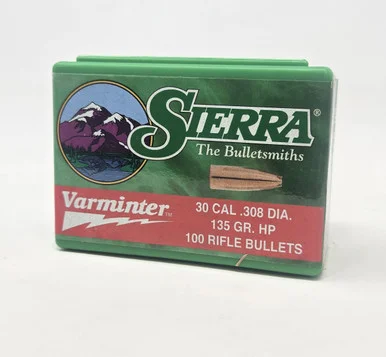 SIERRA®
The Bulletsmiths
Varminter™
30 CAL .308 DIA.
135 GR. HP
100 RIFLE BULLETS